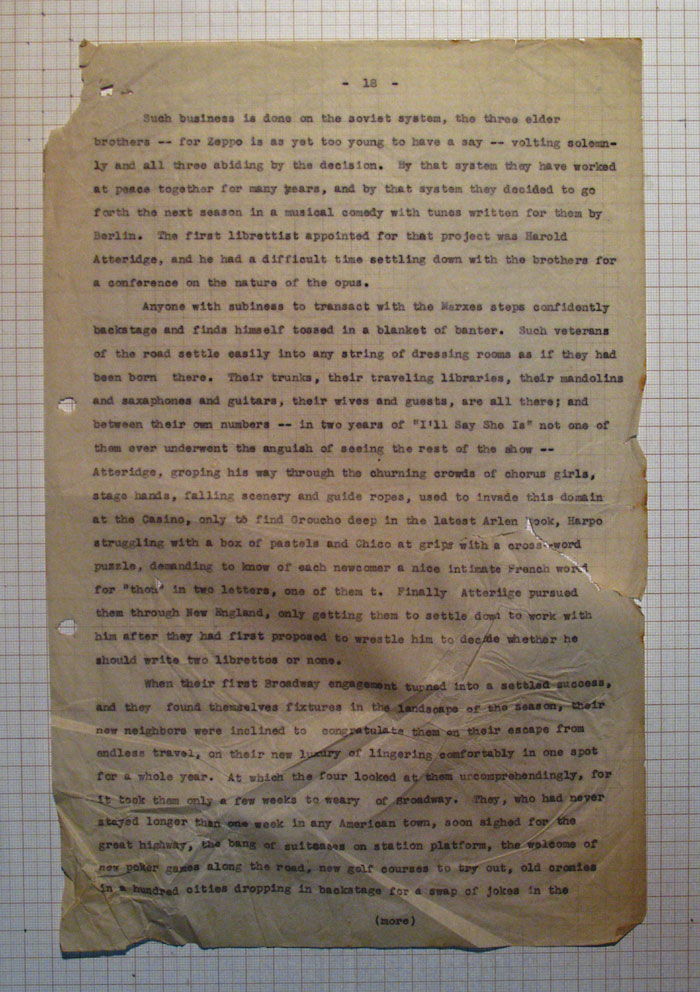 - 18 -
Such business is done on the soviet system, the three elder
brothers -- for Zeppo is as yet too young to have a say -- volting solemn-
ly and all three abiding by the decision. By that system they have worked
at peace together for many years, and by that system they decided to go
forth the next season in a musical comedy with tunes written for them by
Berlin. The first librettist appointed for that project was Harold
Atteridge, and he had a difficult time settling down with the brothers for
a conference on the nature of the opus.
Anyone with subiness to transact with the Marxes steps confidently
backstage and finds himself tossed in a blanket of banter. Such veterans
of the road settle easily into any string of dressing rooms as if they had
been born there. Their trunks, their traveling libraries, their mandolins
and saxaphones and guitars, their wives and guests, are all there; and
between their own numbers -- in two years of "I'll Say She Is" not one of
them ever underwent the anguish of seeing the rest of the show --
Atteridge, groping his way through the churning crowds of chorus girls,
stage hands, falling scenery and guide ropes, used to invade this domain
at the Casino, only to find Groucho deep in the latest Arlen book, Harpo
struggling with a box of pastels and Chico at grips with a cross-word
puzzle, demanding to know of each newcomer a nice intimate French word
for "thou" in two letters, one of them t. Finally Atteriige pursued
them through New England, only getting them to settle down to work with
him after they had first proposed to wrestle him to decide whether he
should write two librettos or none.
When their first Broadway engagement turned into a settled success,
and they found themselves fixtures in the landscape of the season, their
new neighbors were inclined to congratulate them on their escape from
endless travel, on their new luxury of lingering comfortably in one spot
for a whole year. At which the four looked at them uncomprehendingly, for
it took them only a few weeks to weary of Broadway. They, who had never
stayed longer than one week in any American town, soon sighed for the
great highway, the bang of suitcases on station platform, the welcome of
new poker games along the road, new golf courses to try out, old cronies
in a hundred cities dropping in backstage for a swap of jokes in the
(more)